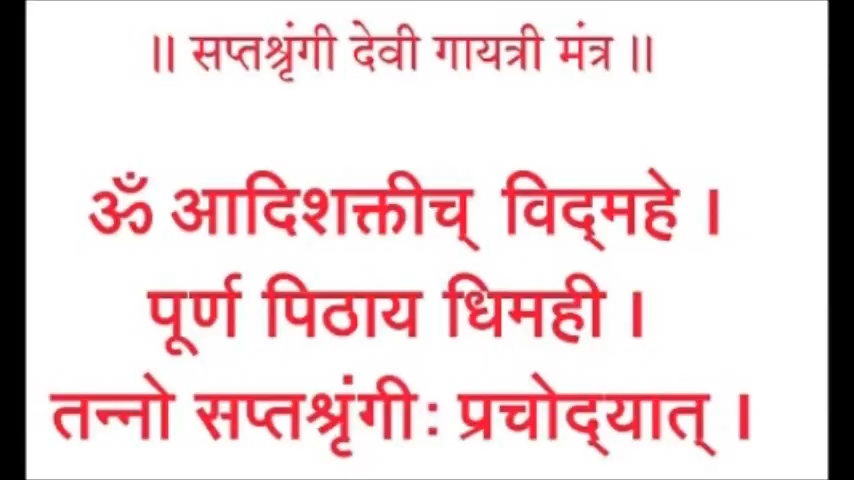 ॥ सप्तश्रृंगी देवी गायत्री मंत्र ॥
ॐ आदिशक्तीच् विद्‌महे ।
पूर्ण पिठाय धिमही ।
तन्नो सप्तश्रृंगीः प्रचोद्‌यात् ।